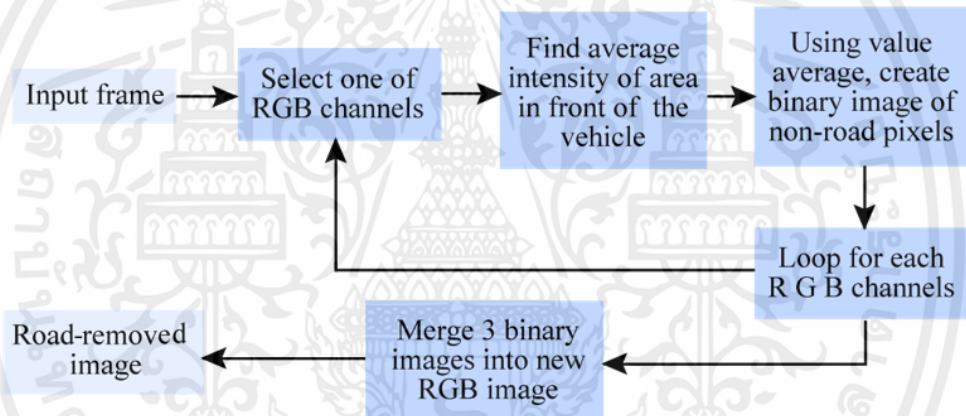 Input frame
Select one of
RGB channels
Find average
intensity of area
in front of the
vehicle
Using value
average, create
binary image of
non-road pixels
Loop for each
R G B channels
Merge 3 binary
images into new
RGB image
Road-removed
image